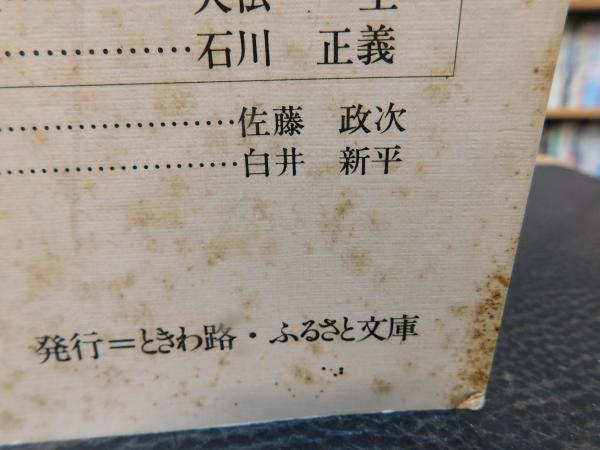 ……………石川 正義
……………佐藤 政次
……………白井 新平
発行＝ときわ路・ふるさと文庫